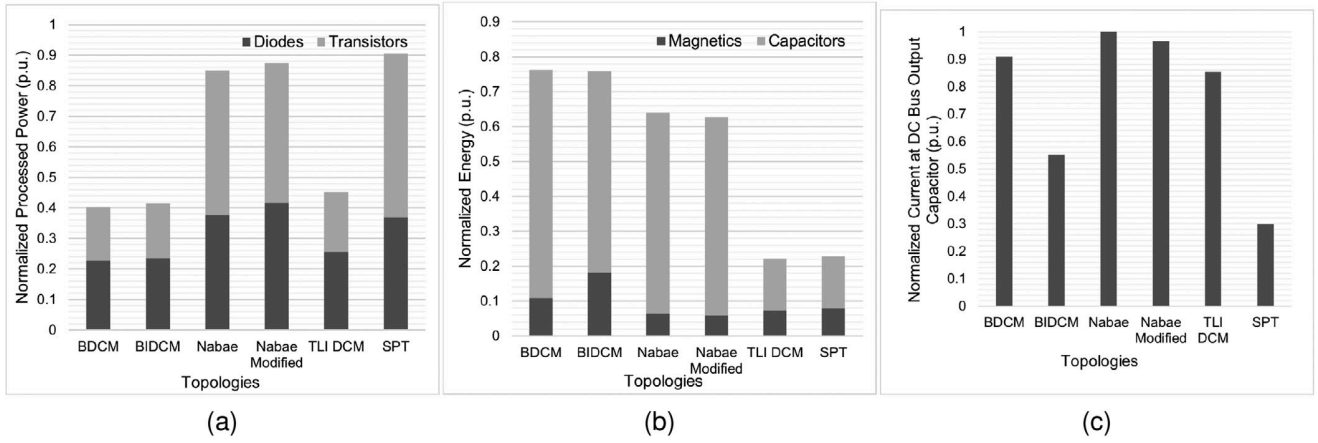 Normalized Processed Power (p.u.)
1
0.9
0.8
0.7
0.6
0.5
0.4
0.3
0.2
0.1
0
Diodes Transistors
BDCM BIDCM Nabae Nabae Modified TLI DCM SPT
Topologies
(a)
Normalized Energy (p.u.)
0.9
0.8
0.7
0.6
0.5
0.4
0.3
0.2
0.1
0
Magnetics Capacitors
BDCM BIDCM Nabae Nabae Modified TLI DCM SPT
Topologies
(b)
Normalized Current at DC Bus Output
Capacitor (p.u.)
1
0.9
0.8
0.7
0.6
0.5
0.4
0.3
0.2
0.1
0
BDCM BIDCM Nabae Nabae Modified TLI DCM SPT
Topologies
(c)